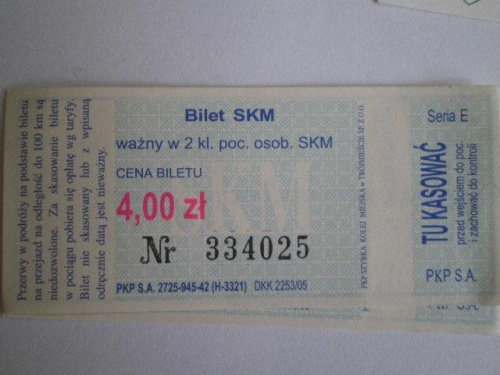 Przerwy w podróży na podstawie biletu
na przejazd na odległość do 100 km są
niedozwolone. Za skasowanie biletu
w pociągu pobiera się opłatę wg taryfy.
Bilet nie skasowany lub z wpisaną
odręcznie datą jest nieważny.
Bilet SKM
ważny w 2 kl. poc. osob. SKM
CENA BILETU
4,00 zł
SKM
Nr 334025
PKP S.A. 2725-945-42 (H-3321) DKK 2253/05
PKP SZYBKA KOLEJ MIEJSKA w TRÓJMIEŚCIE SP. Z O.O.
Seria E
TU KASOWAĆ
przed wejściem do poc.
i zachować do kontroli
PKP S.A.
PKP S.A.